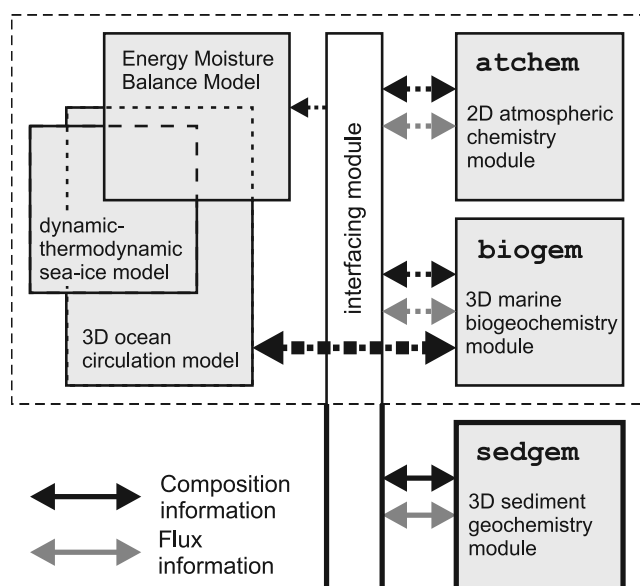 Energy Moisture
Balance Model
dynamic-
thermodynamic
sea-ice model
3D ocean
circulation model
interfacing module
atchem
2D atmospheric
chemistry
module
biogem
3D marine
biogeochemistry
module
sedgem
3D sediment
geochemistry
module
Composition
information
Flux
information